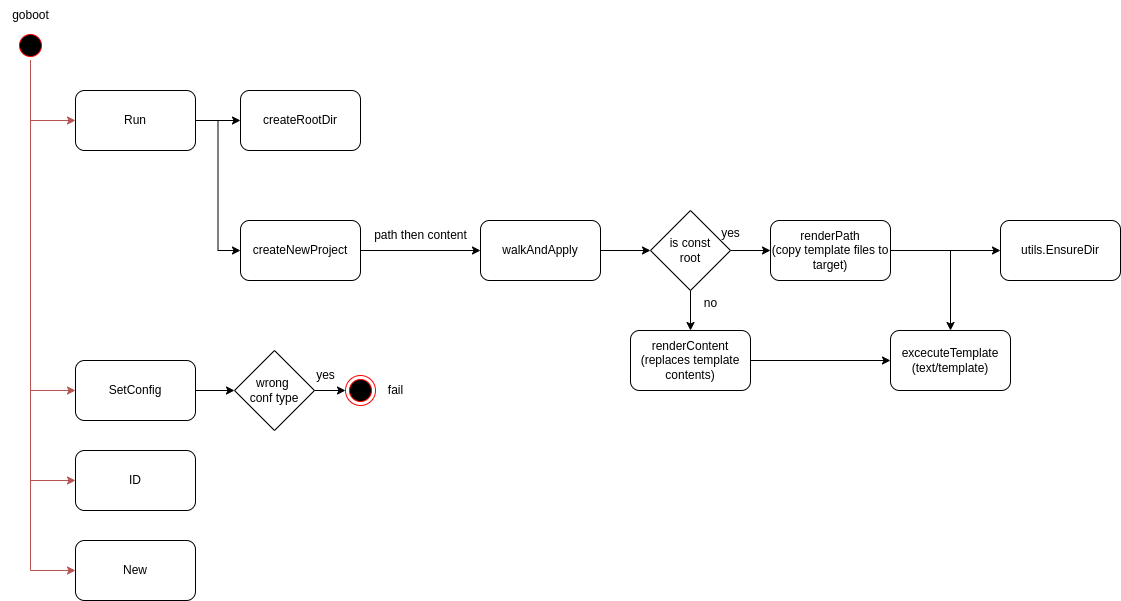 goboot
Run
createRootDir
createNewProject
path then content
walkAndApply
is const
root
yes
renderPath
(copy template files to
target)
utils.EnsureDir
no
renderContent
(replaces template
contents)
excecuteTemplate
(text/template)
SetConfig
wrong
conf type
yes
fail
ID
New